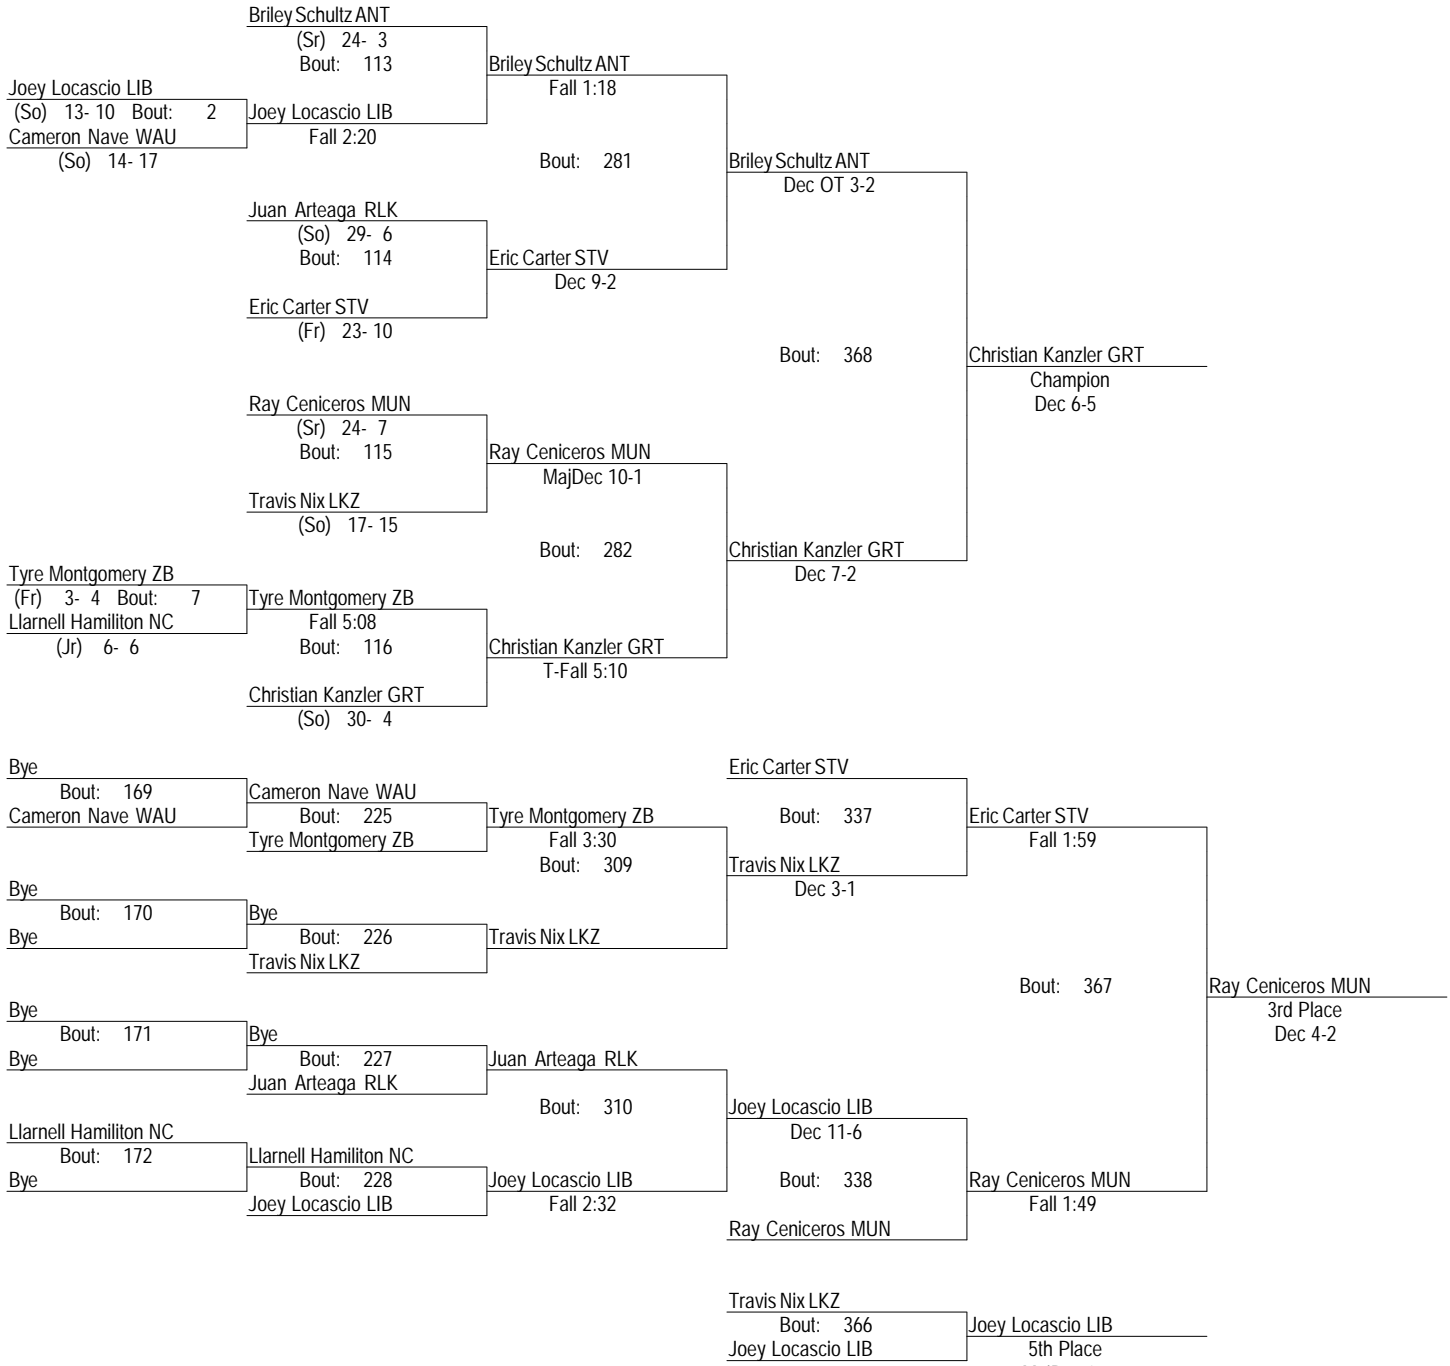 Briley Schultz ANT
(Sr) 24- 3
Bout: 113
Briley Schultz ANT
Fall 1:18
Joey Locascio LIB
(So) 13- 10 Bout: 2
Cameron Nave WAU
(So) 14- 17
Joey Locascio LIB
Fall 2:20
Bout: 281
Briley Schultz ANT
Dec OT 3-2
Juan Arteaga RLK
(So) 29- 6
Bout: 114
Eric Carter STV
Dec 9-2
Eric Carter STV
(Fr) 23- 10
Bout: 368
Christian Kanzler GRT
Champion
Dec 6-5
Ray Ceniceros MUN
(Sr) 24- 7
Bout: 115
Ray Ceniceros MUN
MajDec 10-1
Travis Nix LKZ
(So) 17- 15
Bout: 282
Christian Kanzler GRT
Dec 7-2
Tyre Montgomery ZB
(Fr) 3- 4 Bout: 7
Llarnell Hamiliton NC
(Jr) 6- 6
Tyre Montgomery ZB
Fall 5:08
Bout: 116
Christian Kanzler GRT
T-Fall 5:10
Christian Kanzler GRT
(So) 30- 4
Bye
Bout: 169
Cameron Nave WAU
Cameron Nave WAU
Bout: 225
Tyre Montgomery ZB
Tyre Montgomery ZB
Fall 3:30
Bout: 309
Eric Carter STV
Bout: 337
Travis Nix LKZ
Dec 3-1
Eric Carter STV
Fall 1:59
Bye
Bout: 170
Bye
Bye
Bout: 226
Travis Nix LKZ
Travis Nix LKZ
Bout: 367
Ray Ceniceros MUN
3rd Place
Dec 4-2
Bye
Bout: 171
Bye
Bye
Bout: 227
Juan Arteaga RLK
Juan Arteaga RLK
Bout: 310
Joey Locascio LIB
Dec 11-6
Bout: 338
Ray Ceniceros MUN
Ray Ceniceros MUN
Fall 1:49
Llarnell Hamiliton NC
Bout: 172
Bye
Llarnell Hamiliton NC
Bout: 228
Joey Locascio LIB
Joey Locascio LIB
Fall 2:32
Travis Nix LKZ
Bout: 366
Joey Locascio LIB
Joey Locascio LIB
5th Place